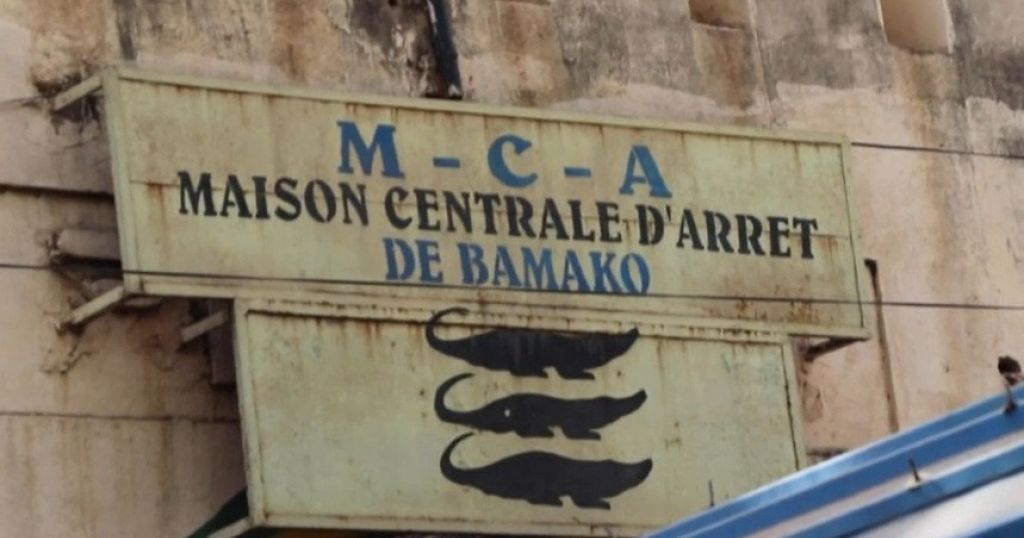 M - C - A
MAISON CENTRALE D'ARRET
DE BAMAKO